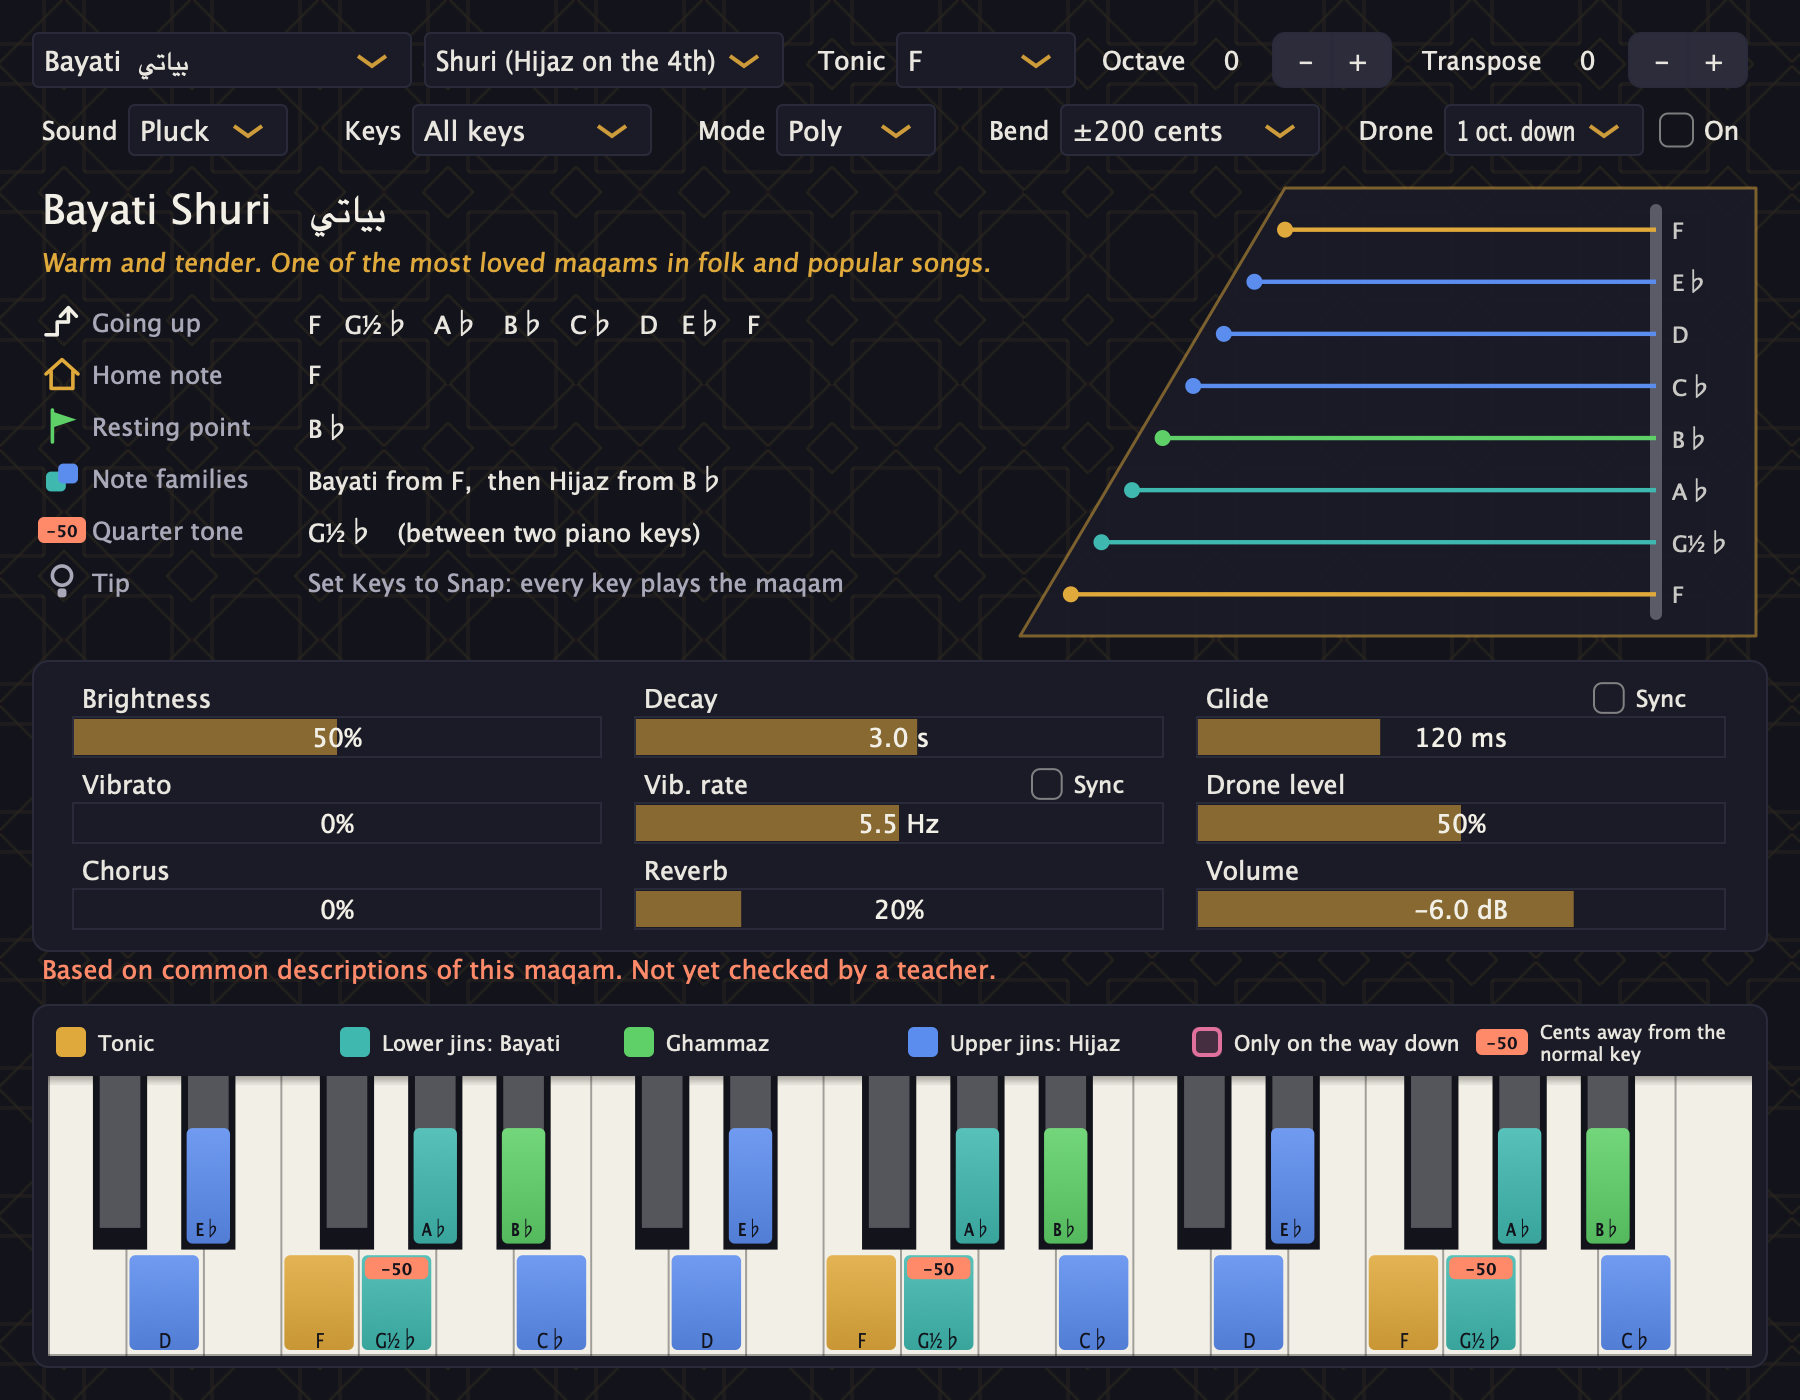 Bayati بياتي Shuri (Hijaz on the 4th) Tonic F Octave 0 - + Transpose 0 - +
Sound Pluck Keys All keys Mode Poly Bend ±200 cents Drone 1 oct. down On
Bayati Shuri بياتي
Warm and tender. One of the most loved maqams in folk and popular songs.
Going up F G½♭ A♭ B♭ C♭ D E♭ F
Home note F
Resting point B♭
Note families Bayati from F, then Hijaz from B♭
-50 Quarter tone G½♭ (between two piano keys)
Tip Set Keys to Snap: every key plays the maqam
F
E♭
D
C♭
B♭
A♭
G½♭
F
Brightness Decay Glide Sync
50% 3.0 s 120 ms
Vibrato Vib. rate Sync Drone level
0% 5.5 Hz 50%
Chorus Reverb Volume
0% 20% -6.0 dB
Based on common descriptions of this maqam. Not yet checked by a teacher.
Tonic Lower jins: Bayati Ghammaz Upper jins: Hijaz Only on the way down -50 Cents away from the
normal key
E♭ A♭ B♭ E♭ A♭ B♭ E♭ A♭ B♭
-50 -50 -50
D F G½♭ C♭ D F G½♭ C♭ D F G½♭ C♭